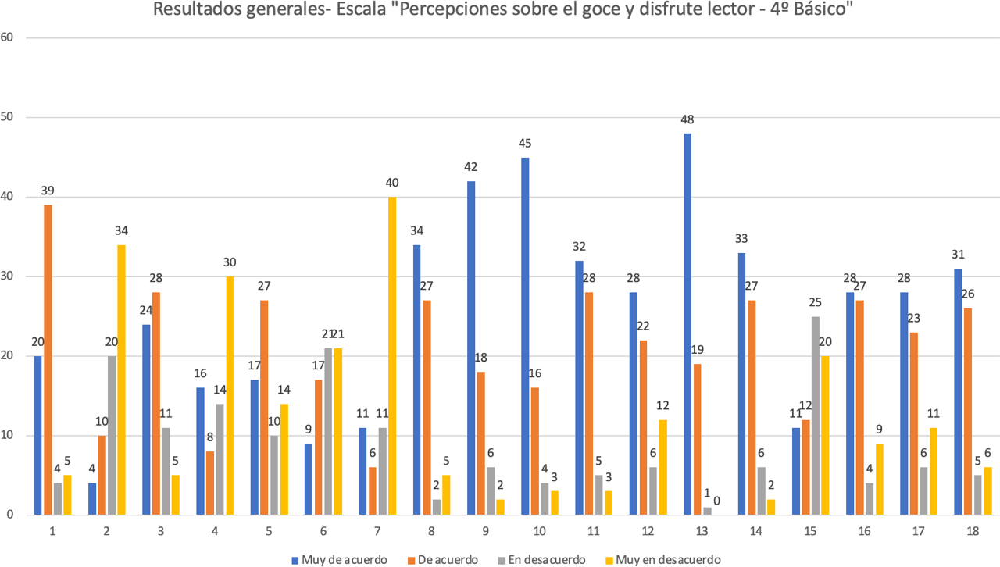 Resultados generales- Escala "Percepciones sobre el goce y disfrute lector - 4º Básico"
60
50
40
30
20
10
0
20 39 4 5
4 10 20 34
24 28 11 5
16 8 14 30
17 27 10 14
9 17 21 21
11 6 11 40
34 27 2 5
42 18 6 2
45 16 4 3
32 28 5 3
28 22 6 12
48 19 1 0
33 27 6 2
11 12 25 20
28 27 4 9
28 23 6 11
31 26 5 6
1 2 3 4 5 6 7 8 9 10 11 12 13 14 15 16 17 18
Muy de acuerdo De acuerdo En desacuerdo Muy en desacuerdo